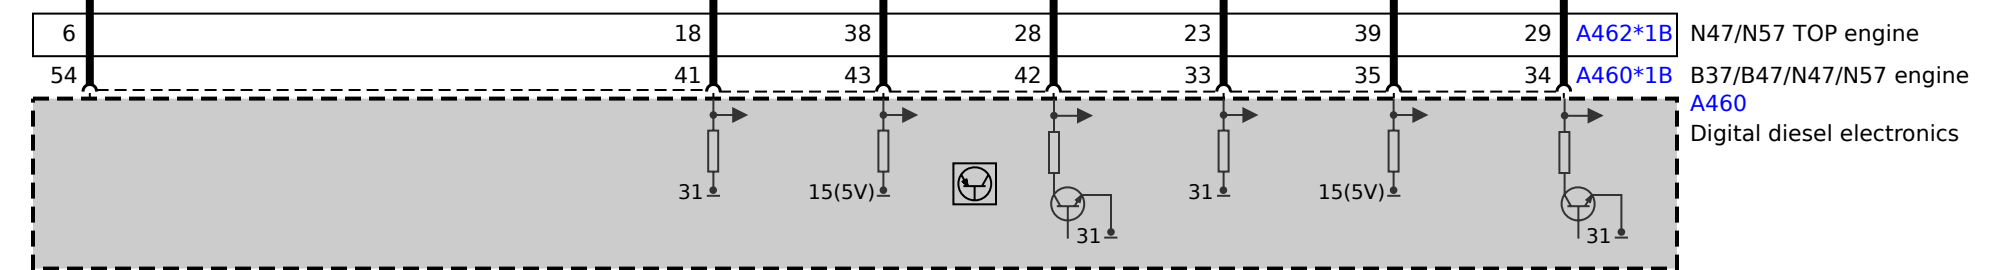 6 18 38 28 23 39 29 A462*1B N47/N57 TOP engine
54 41 43 42 33 35 34 A460*1B B37/B47/N47/N57 engine
A460
Digital diesel electronics
31 15(5V) 31 15(5V)
31 31